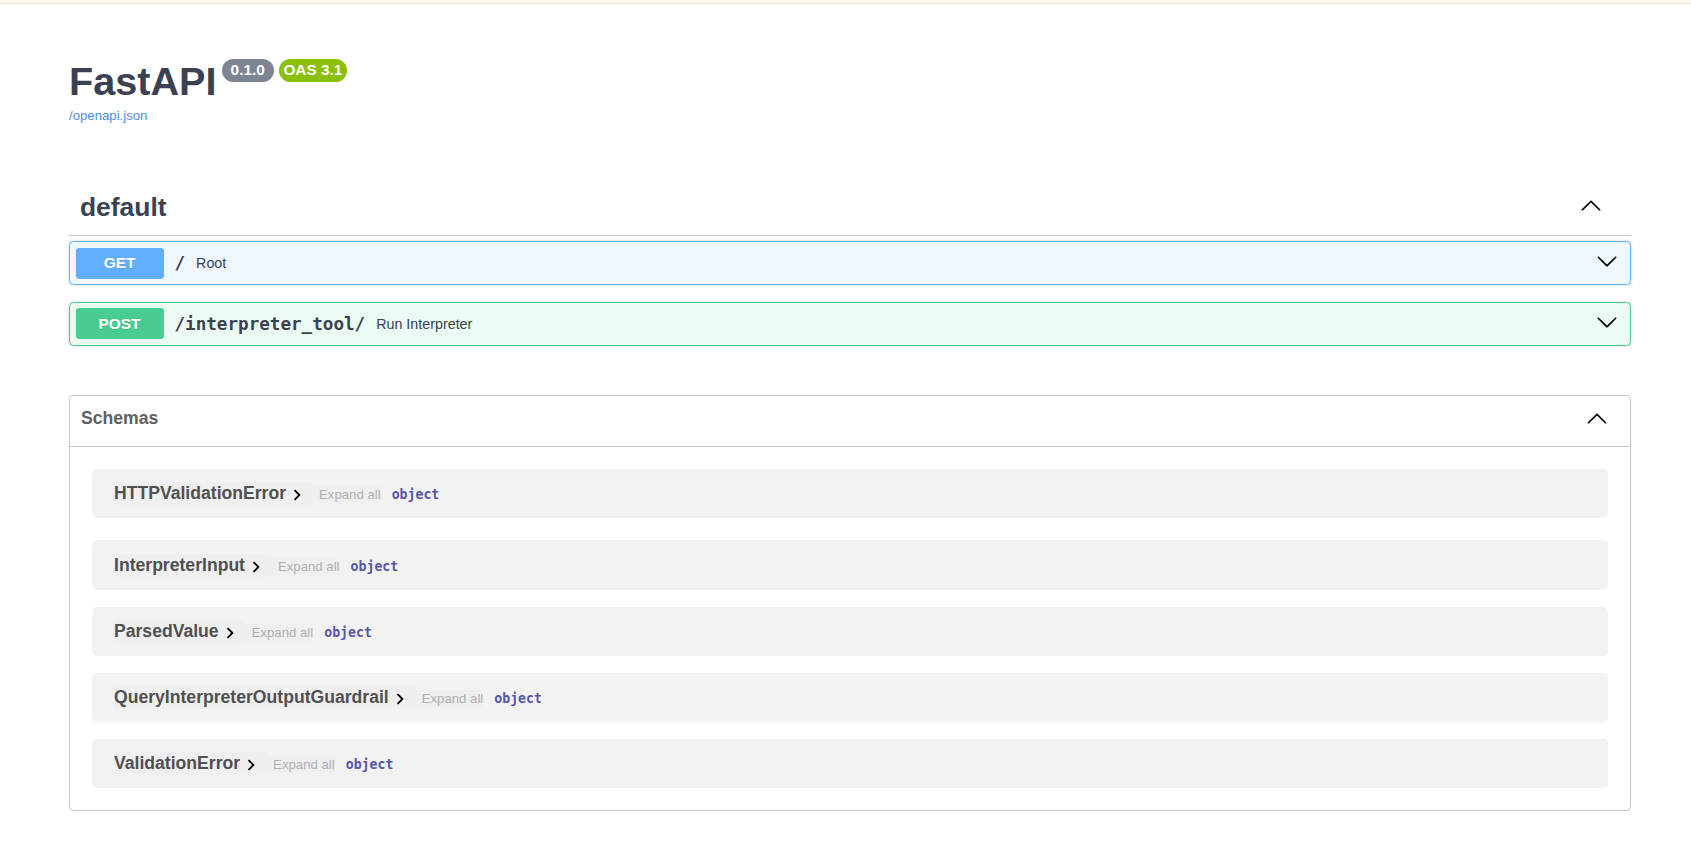 FastAPI 0.1.0 OAS 3.1
/openapi.json
default
GET / Root
POST /interpreter_tool/ Run Interpreter
Schemas
HTTPValidationError Expand all object
InterpreterInput Expand all object
ParsedValue Expand all object
QueryInterpreterOutputGuardrail Expand all object
ValidationError Expand all object